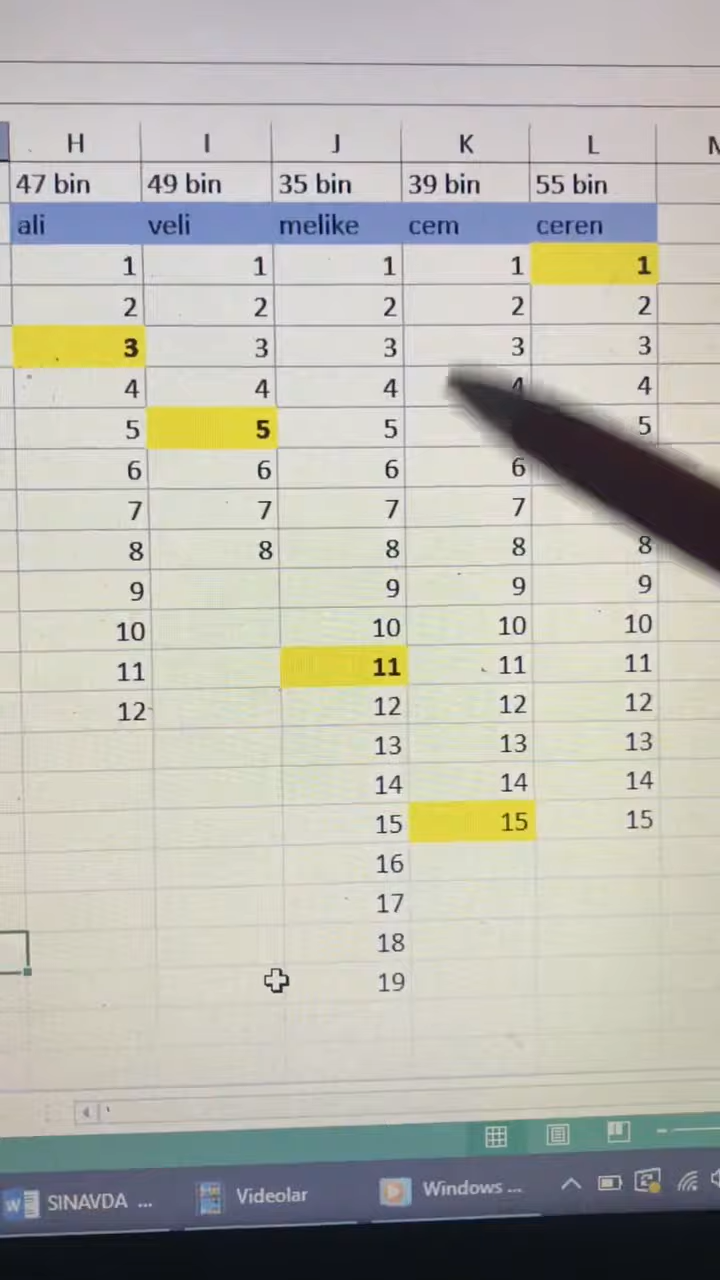 H I J K L
47 bin 49 bin 35 bin 39 bin 55 bin
ali veli melike cem ceren
1 1 1 1 1
2 2 2 2 2
3 3 3 3 3
4 4 4 4 4
5 5 5 5
6 6 6 6
7 7 7 7
8 8 8 8 8
9 9 9 9
10 10 10 10
11 11 11 11
12 12 12 12
13 13 13
14 14 14
15 15 15
16
17
18
19
SINAVDA ... Videolar Windows ...